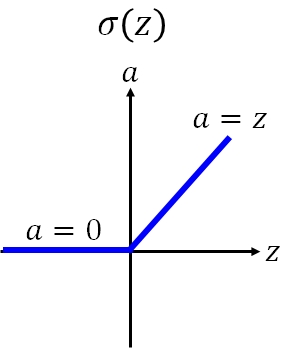 σ(z)
a
a = z
a = 0
z